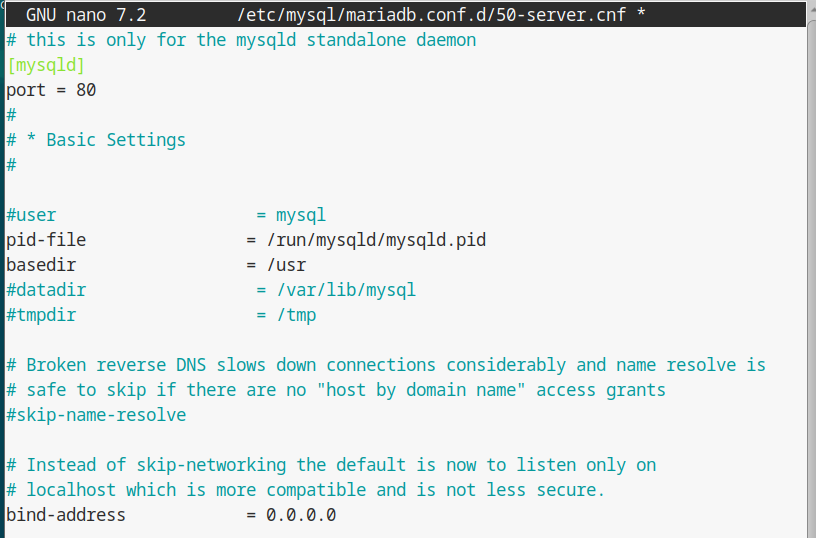 GNU nano 7.2 /etc/mysql/mariadb.conf.d/50-server.cnf *
# this is only for the mysqld standalone daemon
[mysqld]
port = 80
#
# * Basic Settings
#
#user = mysql
pid-file = /run/mysqld/mysqld.pid
basedir = /usr
#datadir = /var/lib/mysql
#tmpdir = /tmp
# Broken reverse DNS slows down connections considerably and name resolve is
# safe to skip if there are no "host by domain name" access grants
#skip-name-resolve
# Instead of skip-networking the default is now to listen only on
# localhost which is more compatible and is not less secure.
bind-address = 0.0.0.0